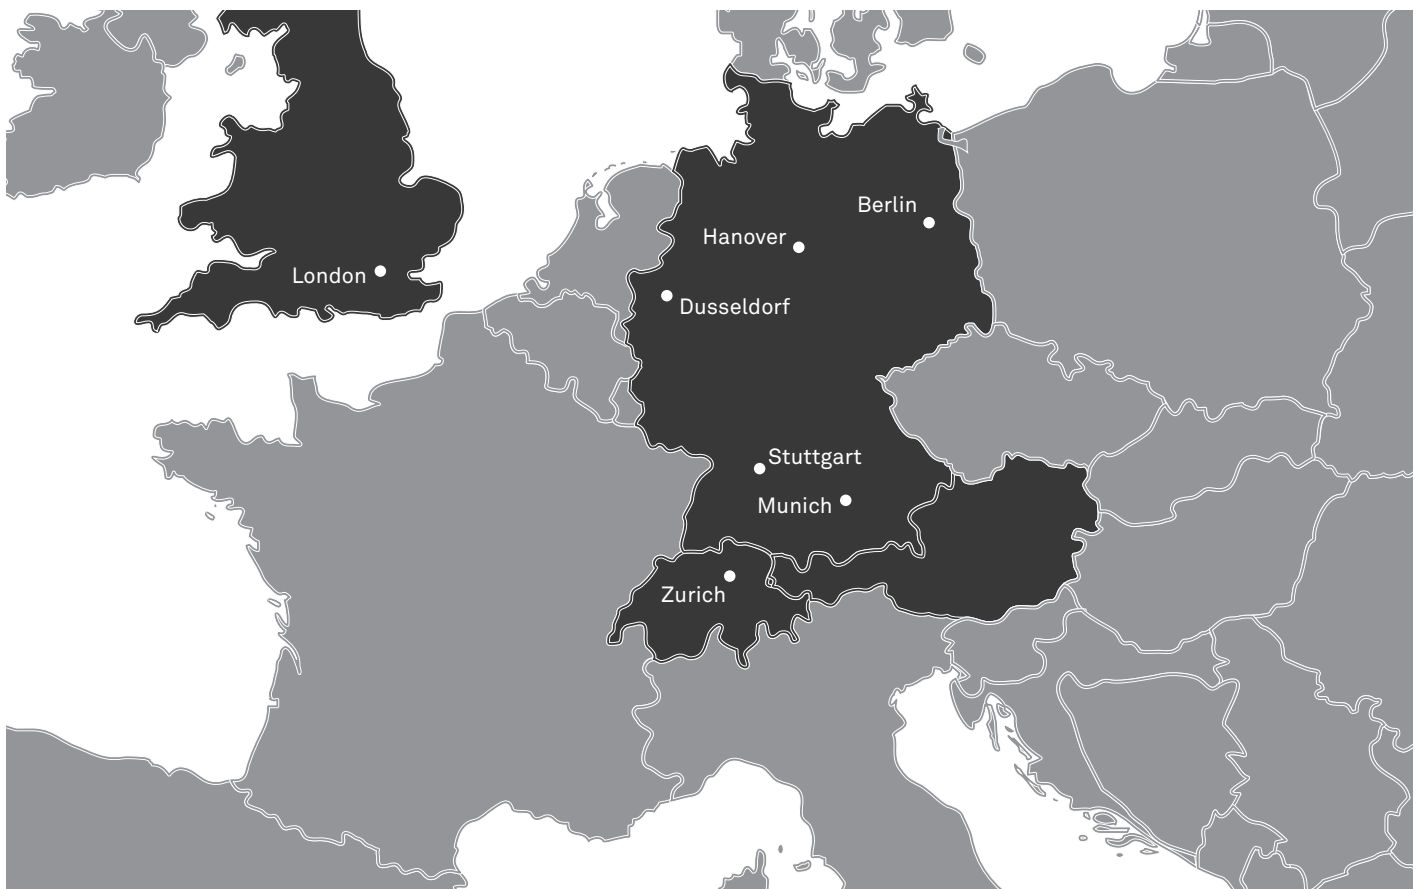 Berlin
Hanover
London
Dusseldorf
Stuttgart
Munich
Zurich